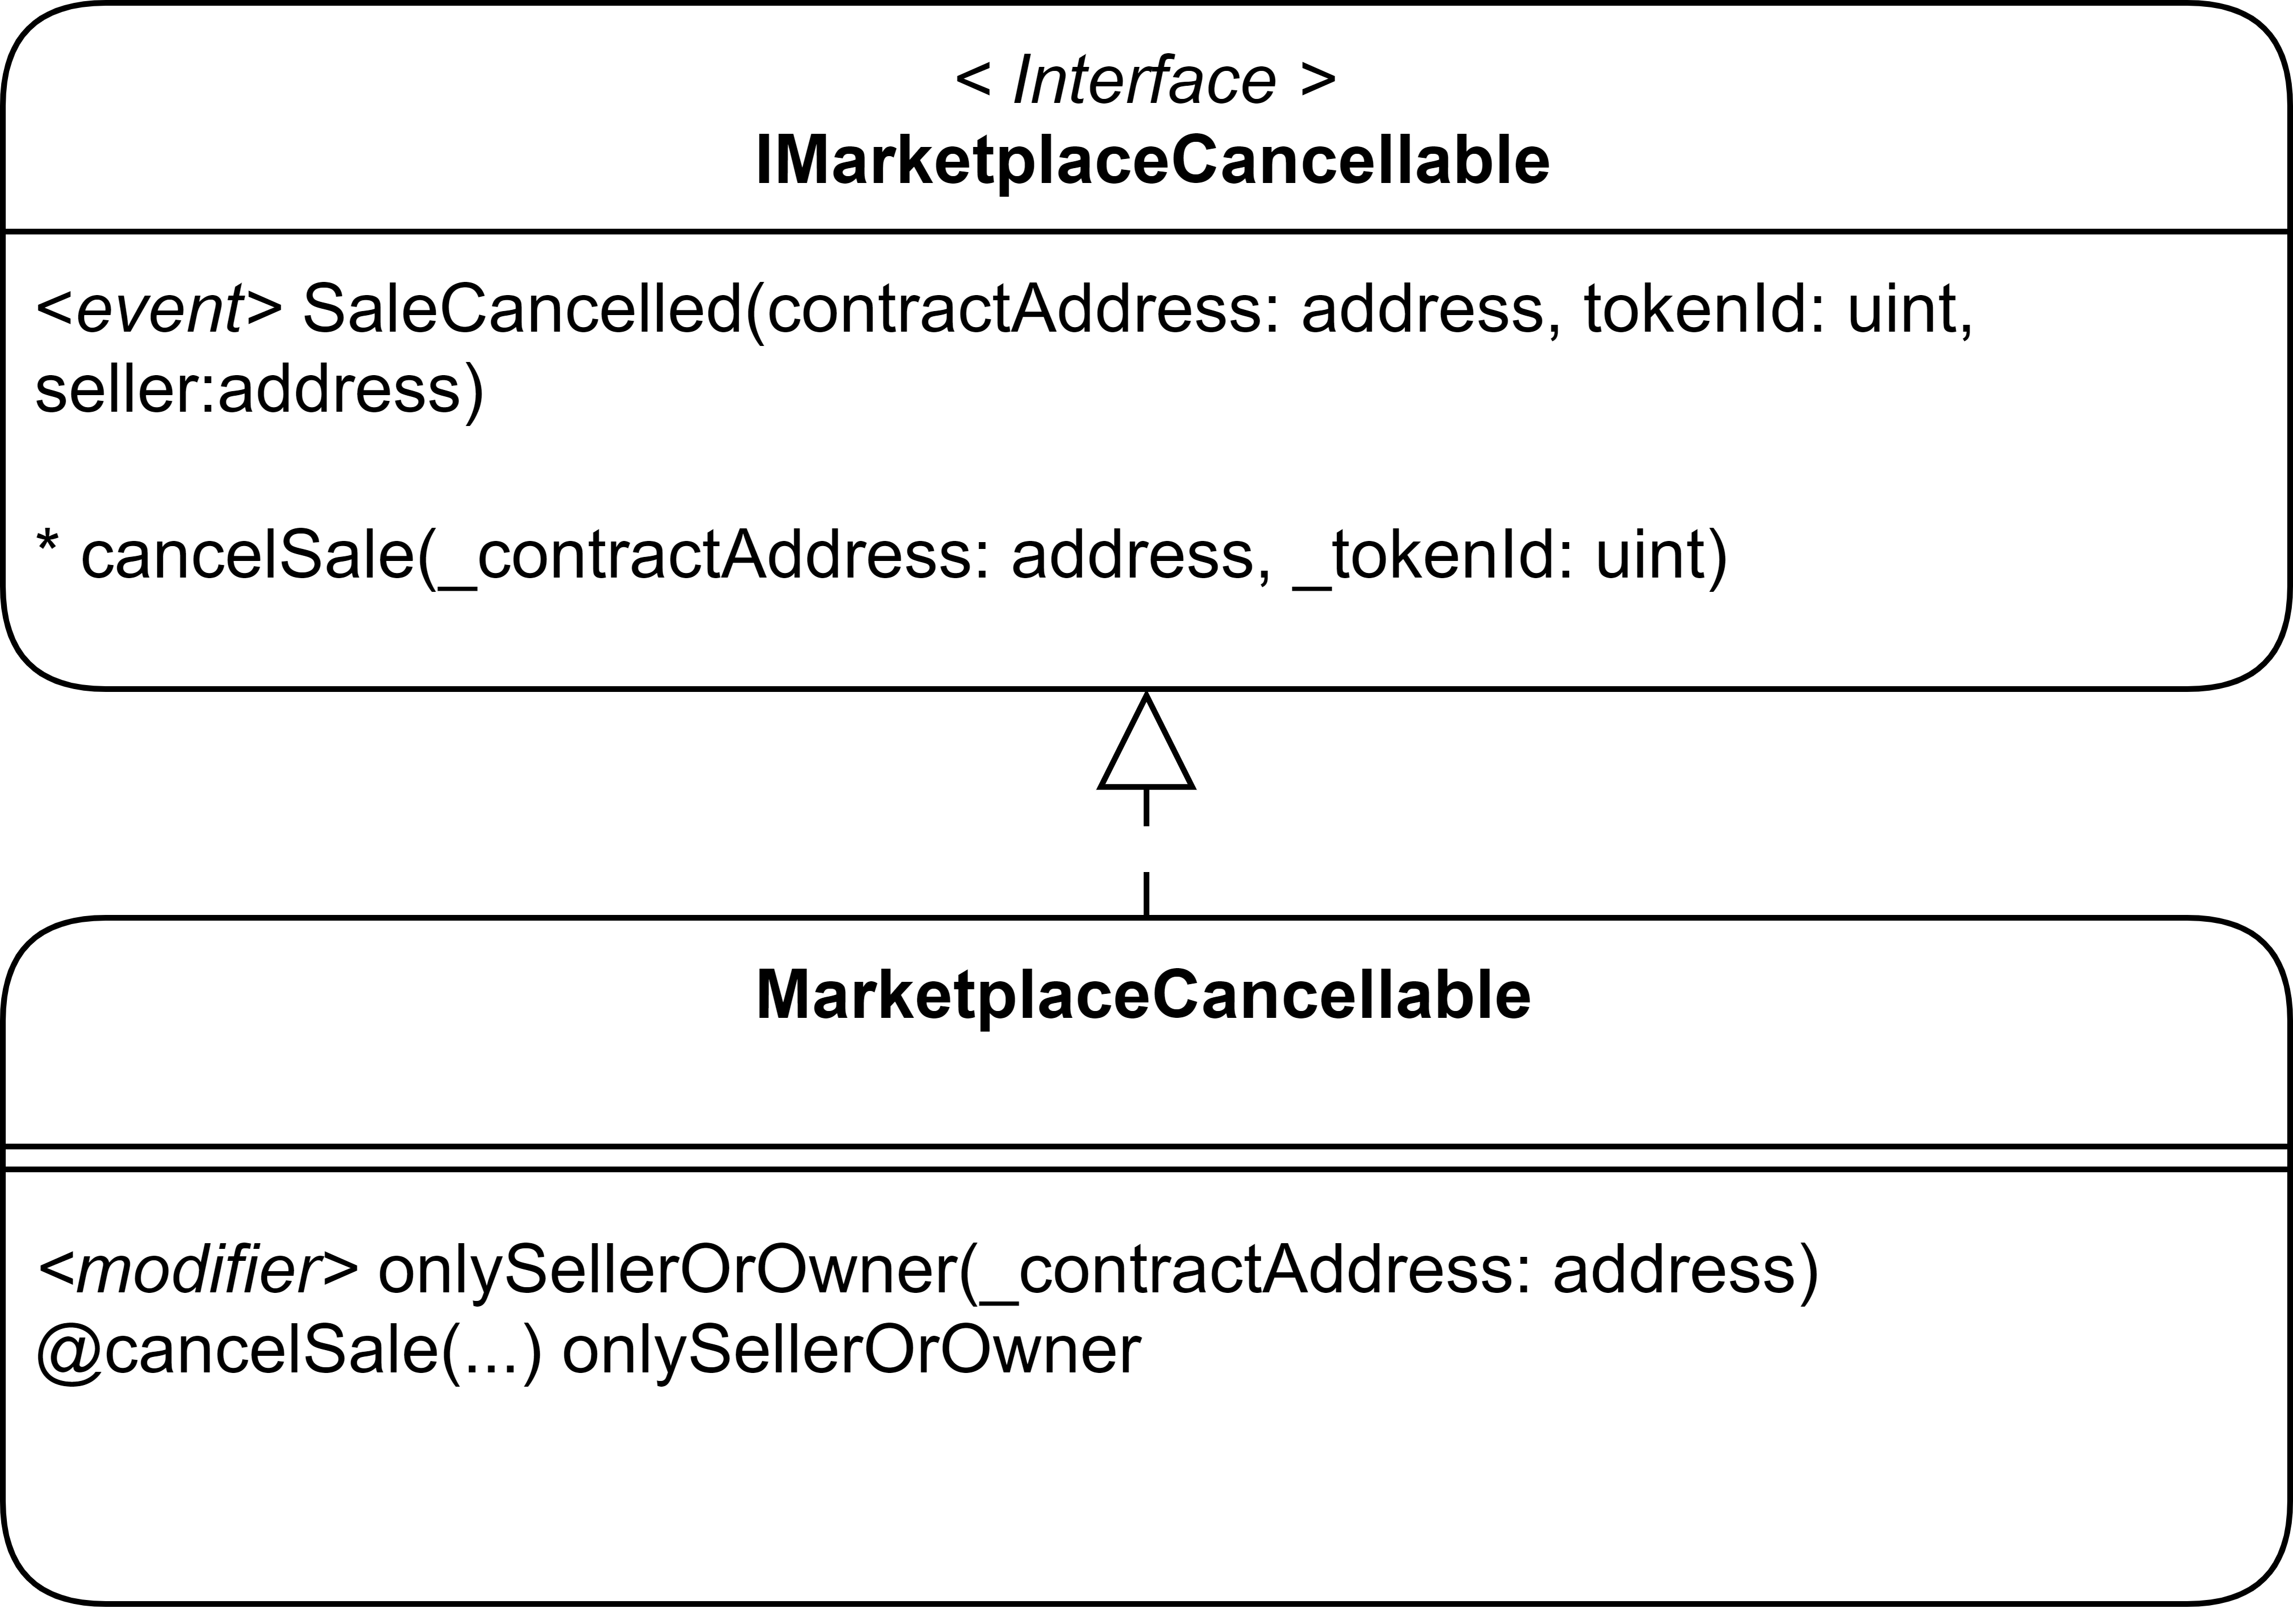 < Interface >
IMarketplaceCancellable
<event> SaleCancelled(contractAddress: address, tokenId: uint,
seller:address)
* cancelSale(_contractAddress: address, _tokenId: uint)
MarketplaceCancellable
<modifier> onlySellerOrOwner(_contractAddress: address)
@cancelSale(...) onlySellerOrOwner